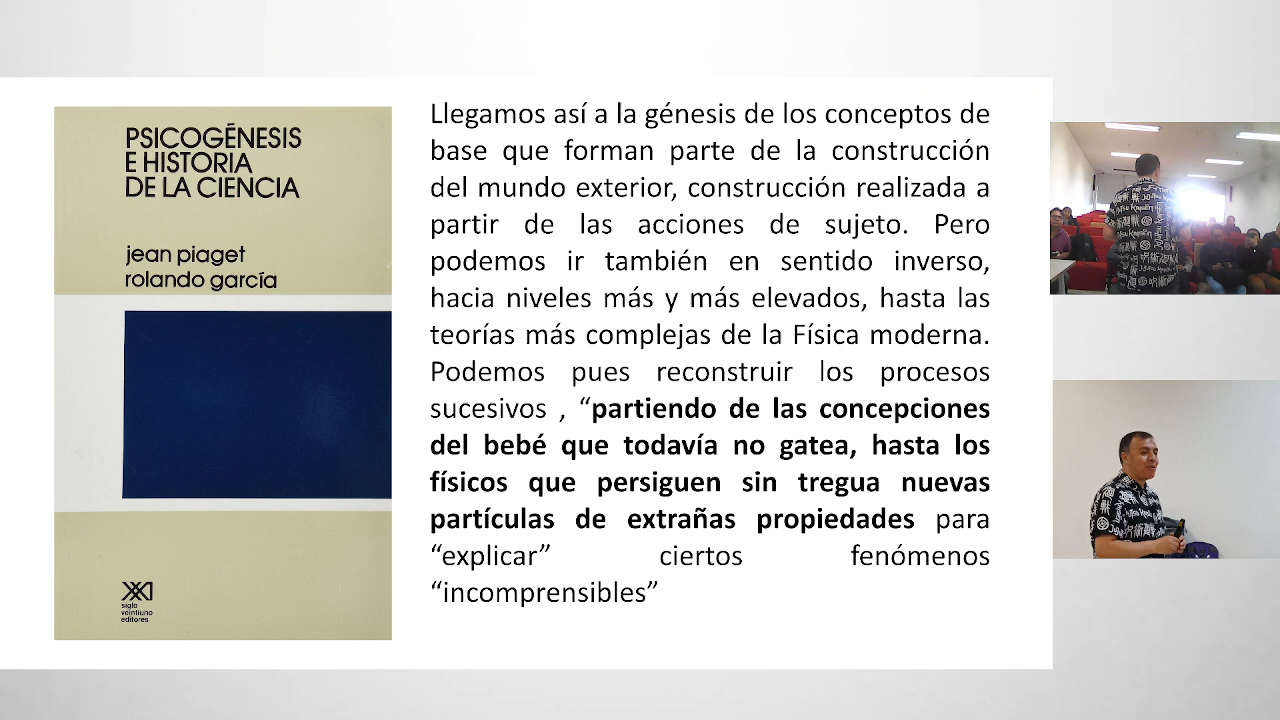 PSICOGÉNESIS
E HISTORIA
DE LA CIENCIA
jean piaget
rolando garcía
siglo
veintiuno
editores
Llegamos así a la génesis de los conceptos de
base que forman parte de la construcción
del mundo exterior, construcción realizada a
partir de las acciones de sujeto. Pero
podemos ir también en sentido inverso,
hacia niveles más y más elevados, hasta las
teorías más complejas de la Física moderna.
Podemos pues reconstruir los procesos
sucesivos , “partiendo de las concepciones
del bebé que todavía no gatea, hasta los
físicos que persiguen sin tregua nuevas
partículas de extrañas propiedades para
“explicar” ciertos fenómenos
“incomprensibles”